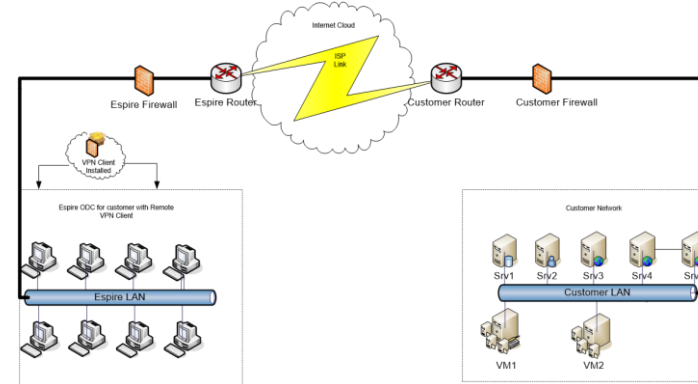 Internet Cloud
ISP
Link
Espire Firewall
Espire Router
Customer Router
Customer Firewall
VPN Client
Installed
Espire ODC for customer with Remote
VPN Client
Customer Network
Srv1
Srv2
Srv3
Srv4
Srv
Espire LAN
Customer LAN
VM1
VM2